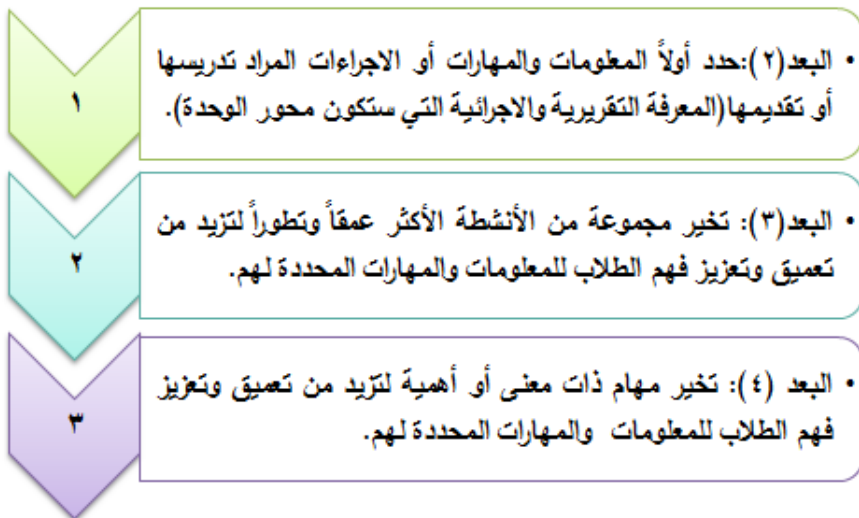 ١
• البعد(٢):حدد أولاً المعلومات والمهارات أو الاجراءات المراد تدريسها
أو تقديمها(المعرفة التقريرية والاجرائية التي ستكون محور الوحدة).
٢
• البعد(٣): تخير مجموعة من الأنشطة الأكثر عمقاً وتطوراً لتزيد من
تعميق وتعزيز فهم الطلاب للمعلومات والمهارات المحددة لهم.
٣
• البعد (٤): تخير مهام ذات معنى أو أهمية لتزيد من تعميق وتعزيز
فهم الطلاب للمعلومات والمهارات المحددة لهم.